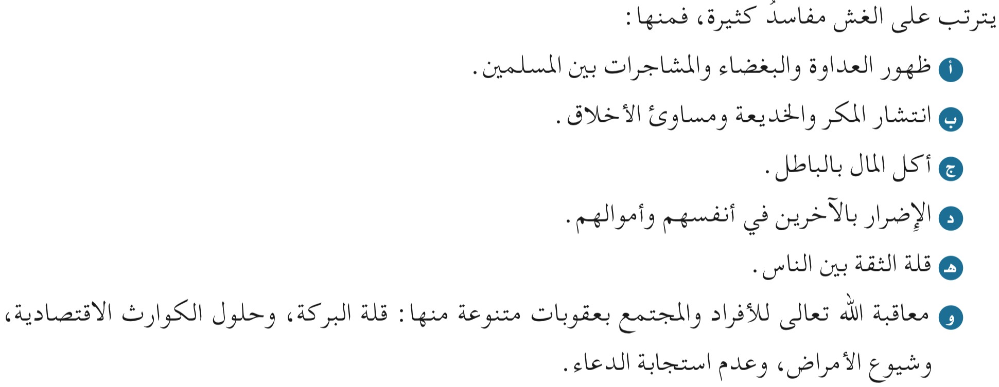 يترتب على الغش مفاسدُ كثيرة، فمنها:
أ ظهور العداوة والبغضاء والمشاجرات بين المسلمين.
ب انتشار المكر والخديعة ومساوئ الأخلاق.
ج أكل المال بالباطل.
د الإِضرار بالآخرين في أنفسهم وأموالهم.
هـ قلة الثقة بين الناس.
و معاقبة الله تعالى للأفراد والمجتمع بعقوبات متنوعة منها: قلة البركة، وحلول الكوارث الاقتصادية،
وشيوع الأمراض، وعدم استجابة الدعاء.